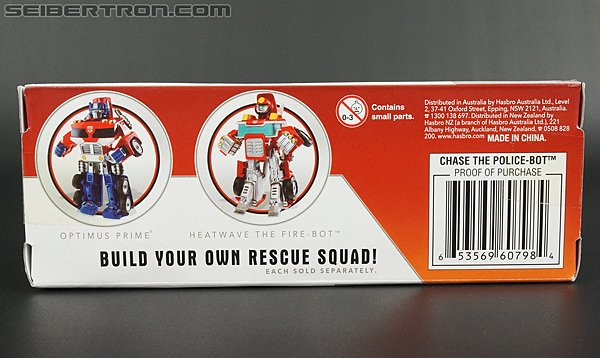 SEIBERTRON.COM
0-3
Contains
small parts.
Distributed in Australia by Hasbro Australia Ltd., Level
2, 37-41 Oxford Street, Epping, NSW 2121, Australia.
☎ 1300 138 697. Distributed in New Zealand by
Hasbro NZ (a branch of Hasbro Australia Ltd.), 221
Albany Highway, Auckland, New Zealand. ☎ 0508 828
200. www.hasbro.com MADE IN CHINA.
CHASE THE POLICE-BOT™
PROOF OF PURCHASE
6 53569 60798 4
OPTIMUS PRIME®
HEATWAVE THE FIRE-BOT™
BUILD YOUR OWN RESCUE SQUAD!
EACH SOLD SEPARATELY.